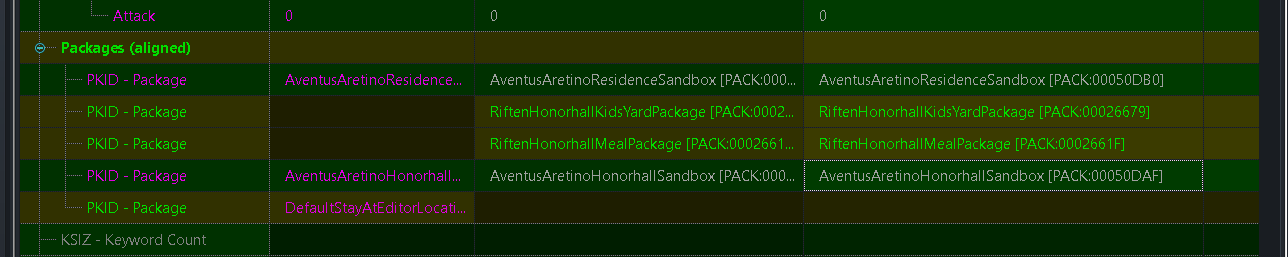 Attack 0 0 0
Packages (aligned)
PKID - Package AventusAretinoResidence... AventusAretinoResidenceSandbox [PACK:000... AventusAretinoResidenceSandbox [PACK:00050DB0]
PKID - Package RiftenHonorhallKidsYardPackage [PACK:0002... RiftenHonorhallKidsYardPackage [PACK:00026679]
PKID - Package RiftenHonorhallMealPackage [PACK:0002661... RiftenHonorhallMealPackage [PACK:0002661F]
PKID - Package AventusAretinoHonorhall... AventusAretinoHonorhallSandbox [PACK:000... AventusAretinoHonorhallSandbox [PACK:00050DAF]
PKID - Package DefaultStayAtEditorLocati...
KSIZ - Keyword Count